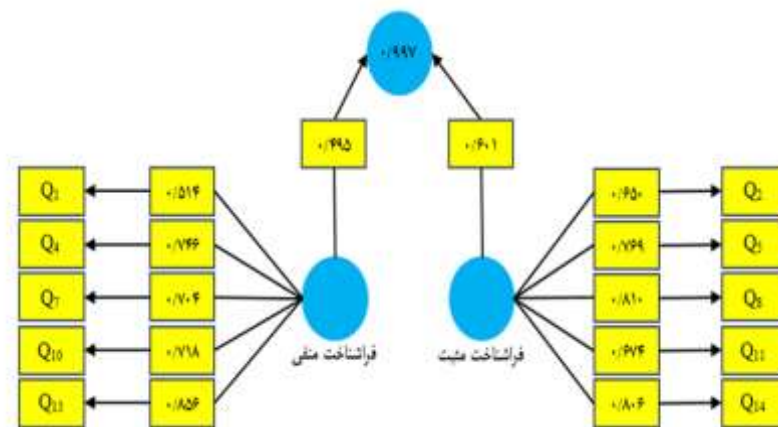 ۰/۹۹۷
۰/۴۹۵ ۰/۶۰۱
Q₁ ۰/۵۱۴ ۰/۶۵۰ Q₂
Q₄ ۰/۷۴۶ ۰/۷۶۹ Q₅
Q₇ ۰/۷۰۴ ۰/۸۱۰ Q₈
فراشناخت منفی فراشناخت مثبت
Q₁₀ ۰/۷۱۸ ۰/۶۷۴ Q₁₁
Q₁₃ ۰/۸۵۶ ۰/۸۰۶ Q₁₄